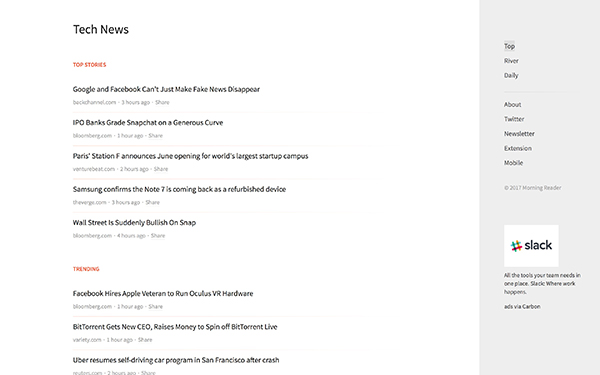 Tech News
TOP STORIES
Google and Facebook Can't Just Make Fake News Disappear
backchannel.com · 3 hours ago · Share
IPO Banks Grade Snapchat on a Generous Curve
bloomberg.com · 1 hour ago · Share
Paris' Station F announces June opening for world's largest startup campus
venturebeat.com · 2 hours ago · Share
Samsung confirms the Note 7 is coming back as a refurbished device
theverge.com · 3 hours ago · Share
Wall Street Is Suddenly Bullish On Snap
bloomberg.com · 4 hours ago · Share
TRENDING
Facebook Hires Apple Veteran to Run Oculus VR Hardware
bloomberg.com · 1 hour ago · Share
BitTorrent Gets New CEO, Raises Money to Spin off BitTorrent Live
variety.com · 1 hour ago · Share
Uber resumes self-driving car program in San Francisco after crash
reuters.com · 2 hours ago · Share
Top
River
Daily
About
Twitter
Newsletter
Extension
Mobile
© 2017 Morning Reader
slack
All the tools your team needs in
one place. Slack: Where work
happens.
ads via Carbon